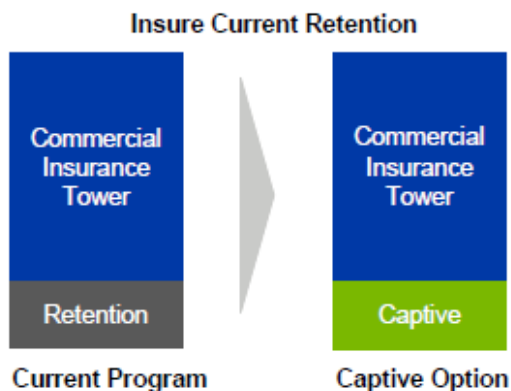 Insure Current Retention
Commercial
Insurance
Tower
Retention
Current Program
Commercial
Insurance
Tower
Captive
Captive Option